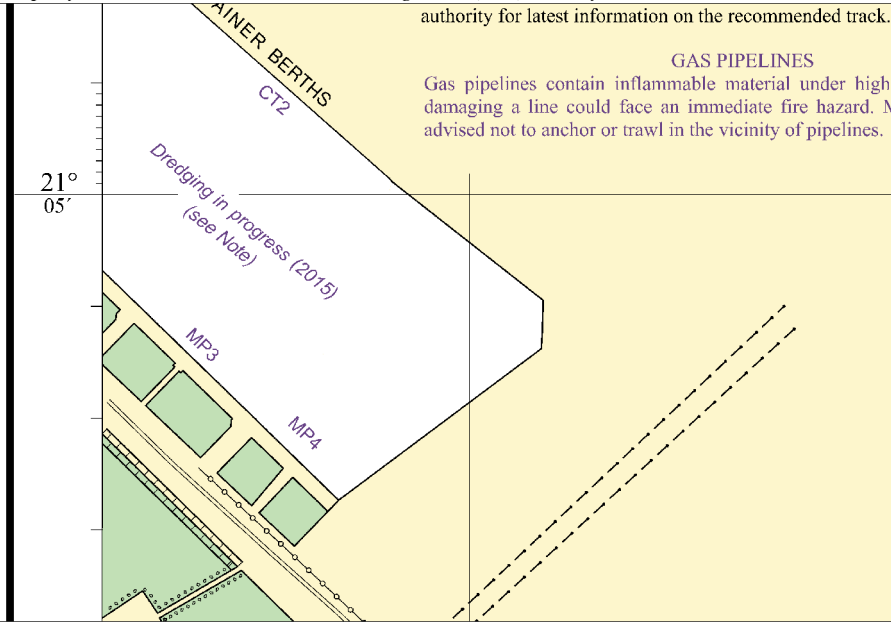 authority for latest information on the recommended track.
AINER BERTHS
GAS PIPELINES
Gas pipelines contain inflammable material under high
damaging a line could face an immediate fire hazard. M
advised not to anchor or trawl in the vicinity of pipelines.
CT2
21°
05′
Dredging in progress (2015)
(see Note)
MP3
MP4